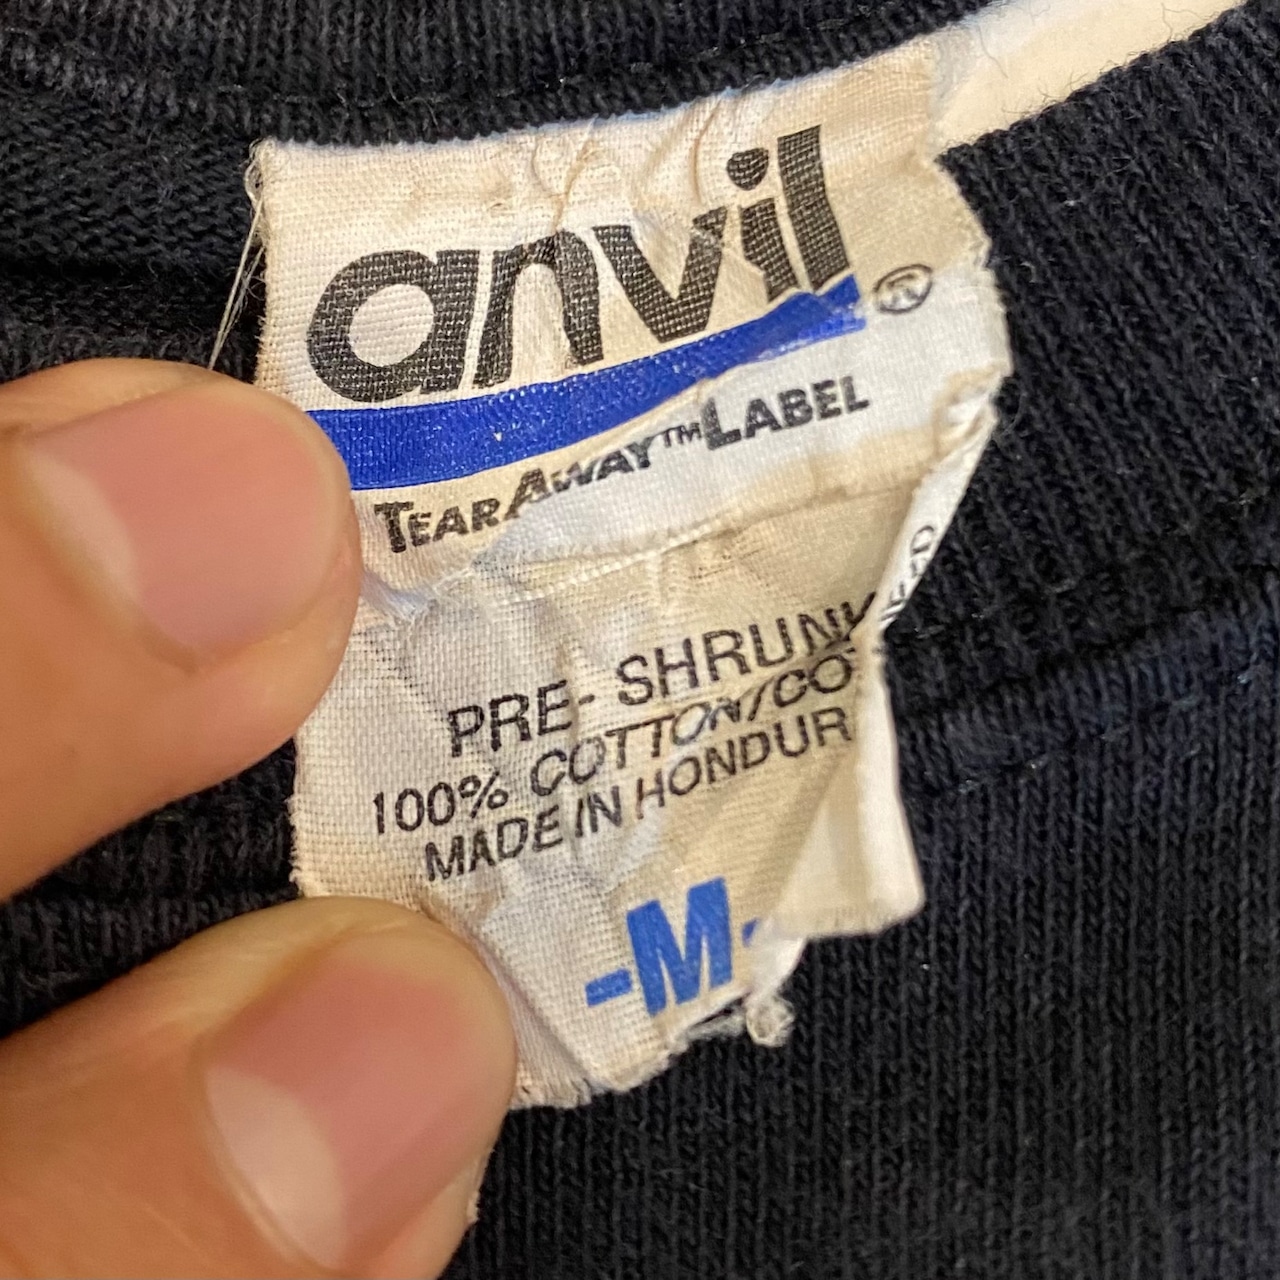 anvil®
TEARAWAY™LABEL
PRE-SHRUNK
100% COTTON/CO
MADE IN HONDUR
-M-